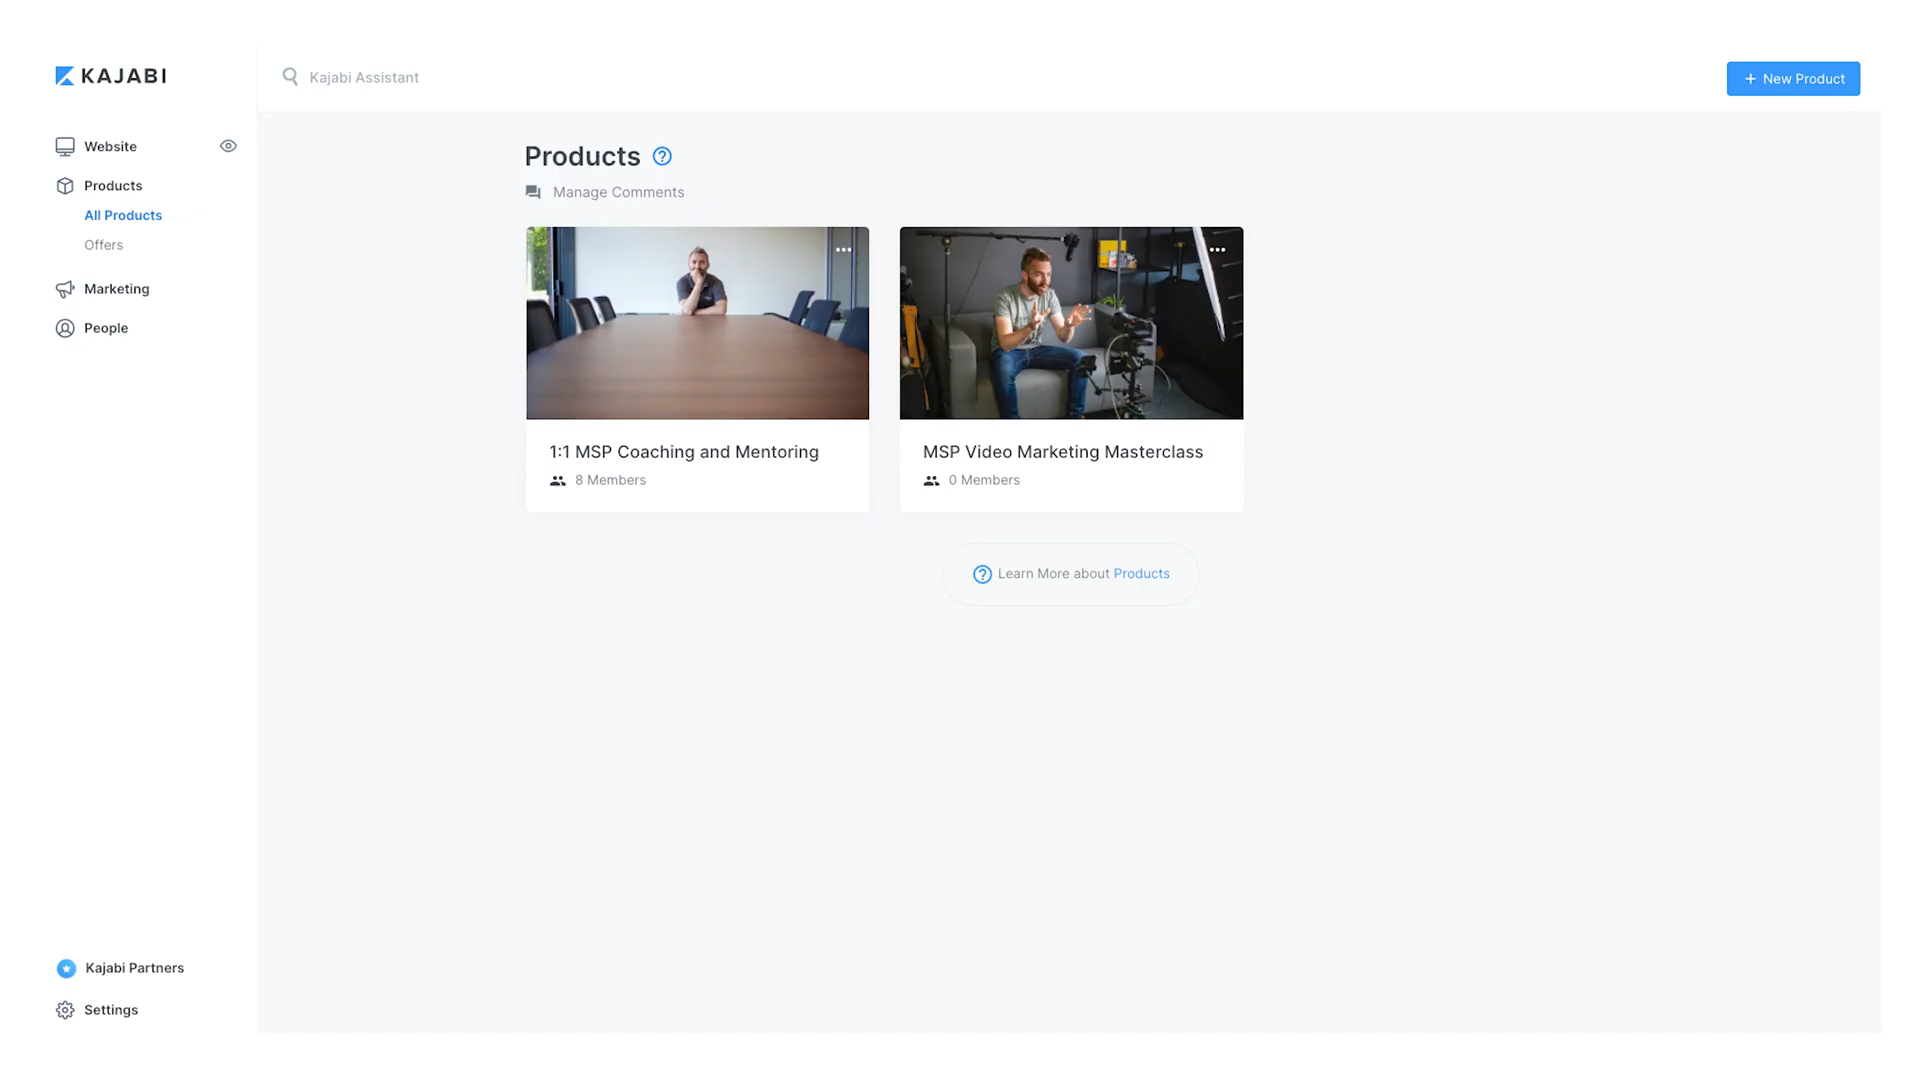 KAJABI
Kajabi Assistant
+ New Product
Website
Products
All Products
Offers
Marketing
People
Products
Manage Comments
1:1 MSP Coaching and Mentoring
8 Members
MSP Video Marketing Masterclass
0 Members
Learn More about Products
Kajabi Partners
Settings